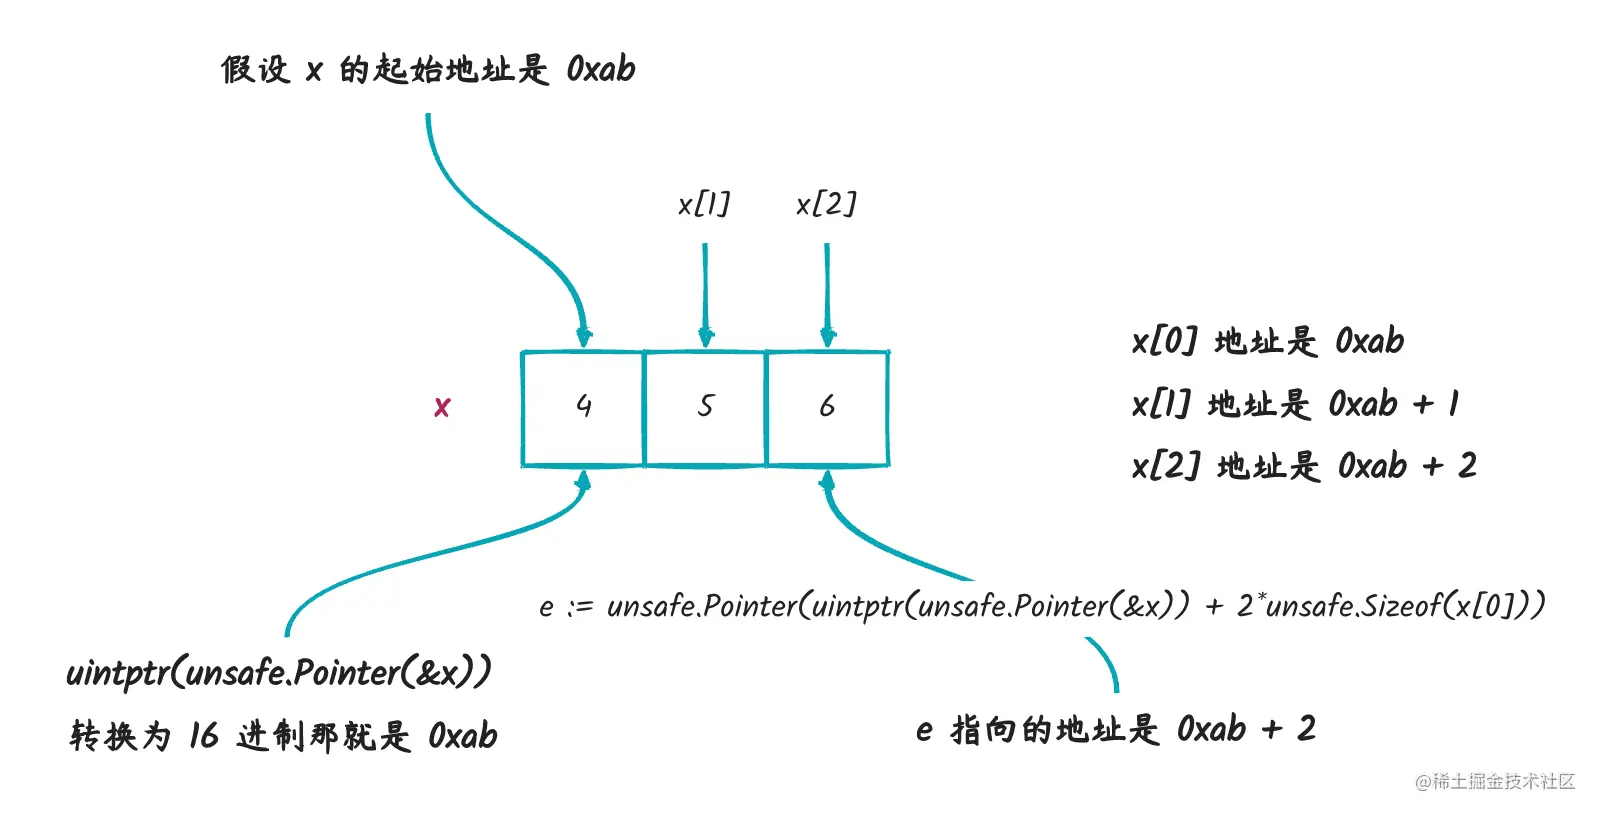 假设 x 的起始地址是 0xab
x[1] x[2]
x 4 5 6
x[0] 地址是 0xab
x[1] 地址是 0xab + 1
x[2] 地址是 0xab + 2
e := unsafe.Pointer(uintptr(unsafe.Pointer(&x)) + 2*unsafe.Sizeof(x[0]))
uintptr(unsafe.Pointer(&x))
转换为 16 进制那就是 0xab
e 指向的地址是 0xab + 2
@稀土掘金技术社区